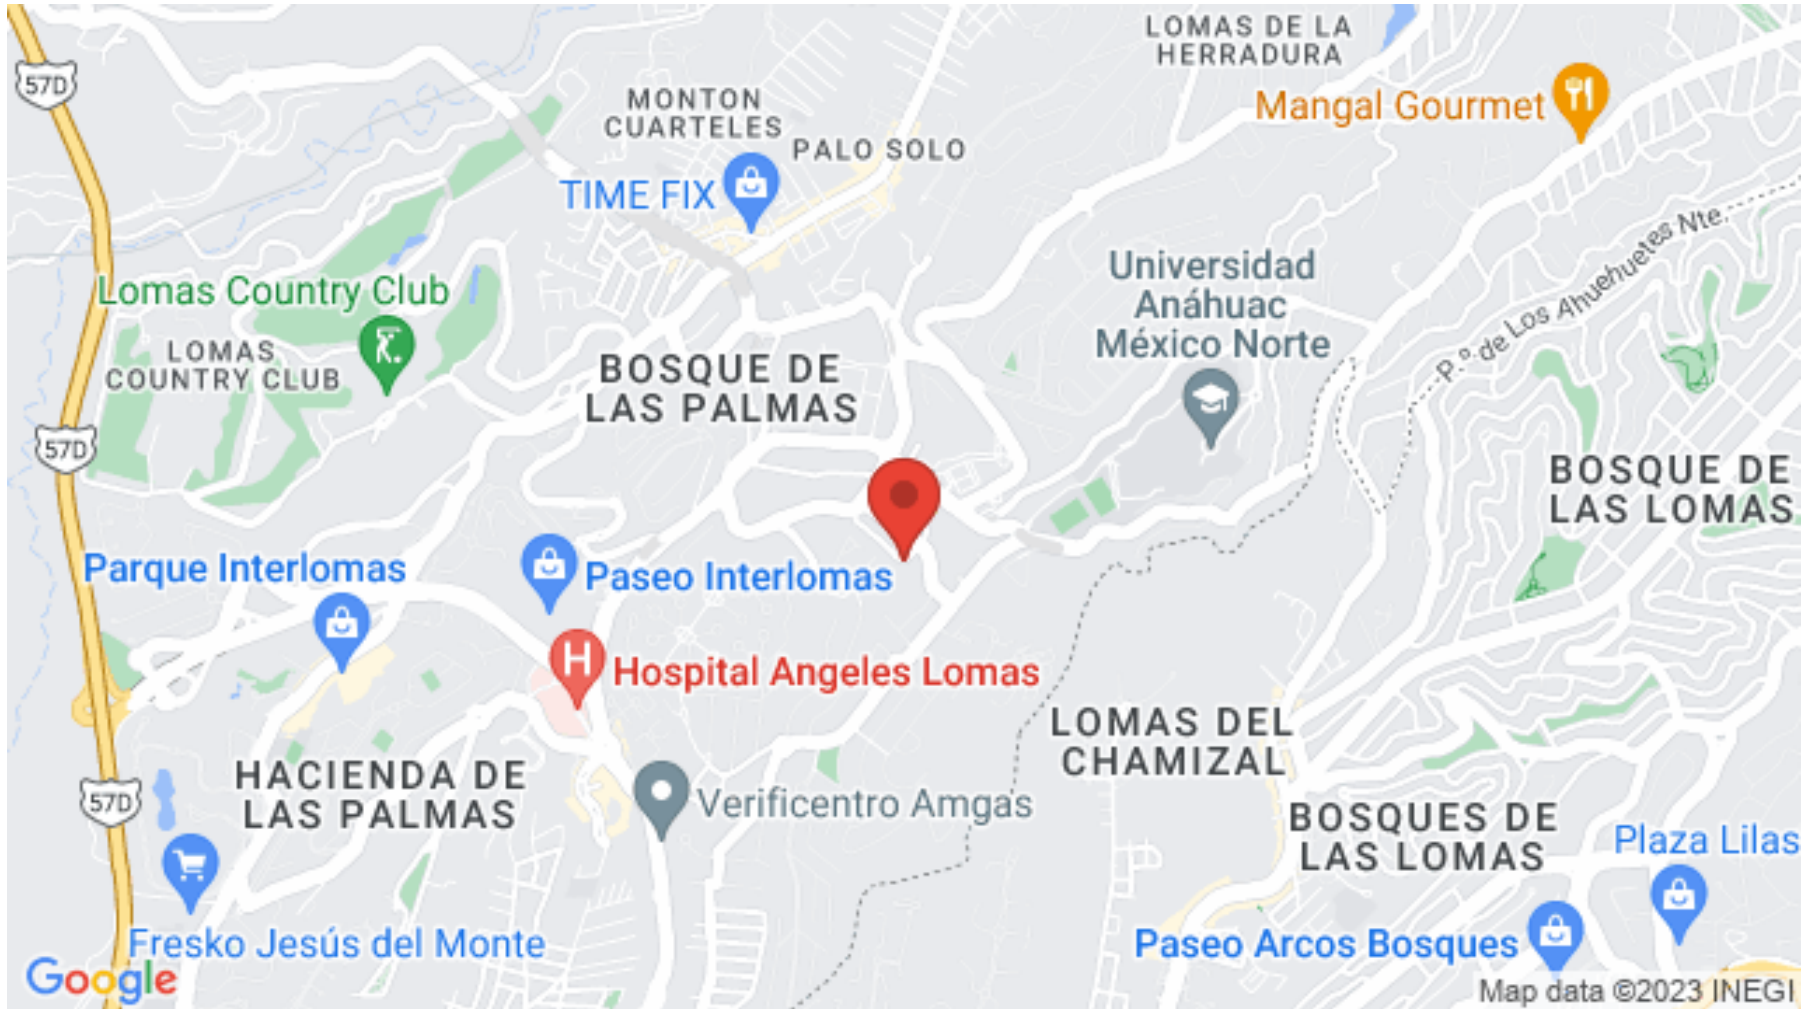 LOMAS DE LA
HERRADURA
57D
MONTON
CUARTELES
Mangal Gourmet
PALO SOLO
TIME FIX
P.º de Los Ahuehuetes Nte.
Universidad
Anáhuac
México Norte
Lomas Country Club
LOMAS
COUNTRY CLUB
BOSQUE DE
LAS PALMAS
57D
BOSQUE DE
LAS LOMAS
Parque Interlomas
Paseo Interlomas
H
Hospital Angeles Lomas
LOMAS DEL
CHAMIZAL
HACIENDA DE
LAS PALMAS
57D
Verificentro Amgas
BOSQUES DE
LAS LOMAS
Plaza Lilas
Fresko Jesús del Monte
Paseo Arcos Bosques
Google
Map data ©2023 INEGI